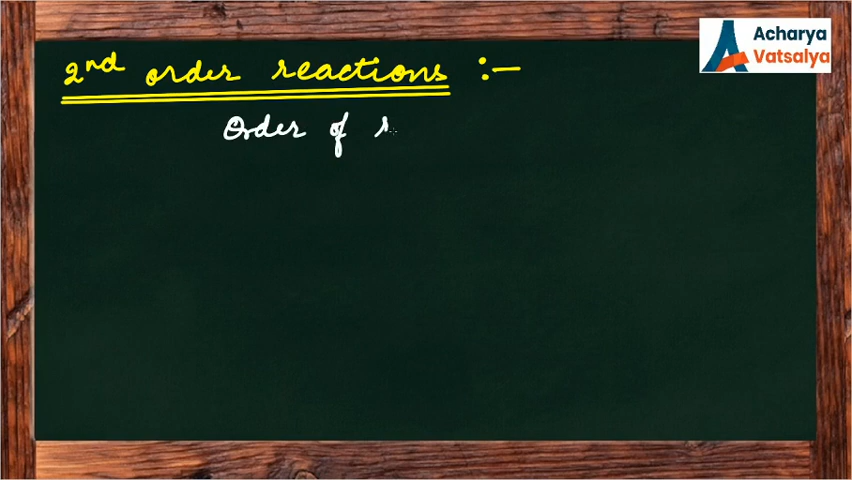 2nd order reactions :-
Order of r
Acharya
Vatsalya